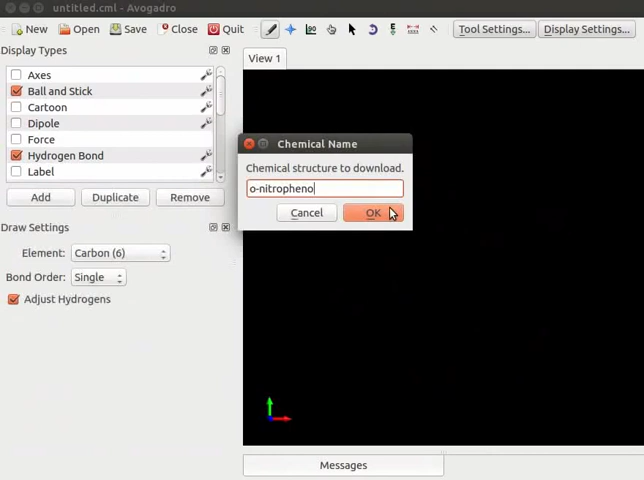 untitled.cml - Avogadro
New Open Save Close Quit Tool Settings... Display Settings...
Display Types
Axes
Ball and Stick
Cartoon
Dipole
Force
Hydrogen Bond
Label
Add Duplicate Remove
Draw Settings
Element: Carbon (6)
Bond Order: Single
Adjust Hydrogens
View 1
Chemical Name
Chemical structure to download.
o-nitropheno
Cancel OK
Messages